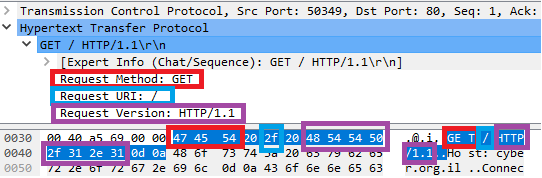 Transmission Control Protocol, Src Port: 50349, Dst Port: 80, Seq: 1, Ack:
Hypertext Transfer Protocol
GET / HTTP/1.1\r\n
[Expert Info (Chat/Sequence): GET / HTTP/1.1\r\n]
Request Method: GET
Request URI: /
Request Version: HTTP/1.1
0030 00 40 a5 69 00 00 47 45 54 20 2f 20 48 54 54 50 .@.i..GET / HTTP
0040 2f 31 2e 31 0d 0a 48 6f 73 74 3a 20 63 79 62 65 /1.1..Host: cybe
0050 72 2e 6f 72 67 2e 69 6c 0d 0a 43 6f 6e 6e 65 63 r.org.il..Connec